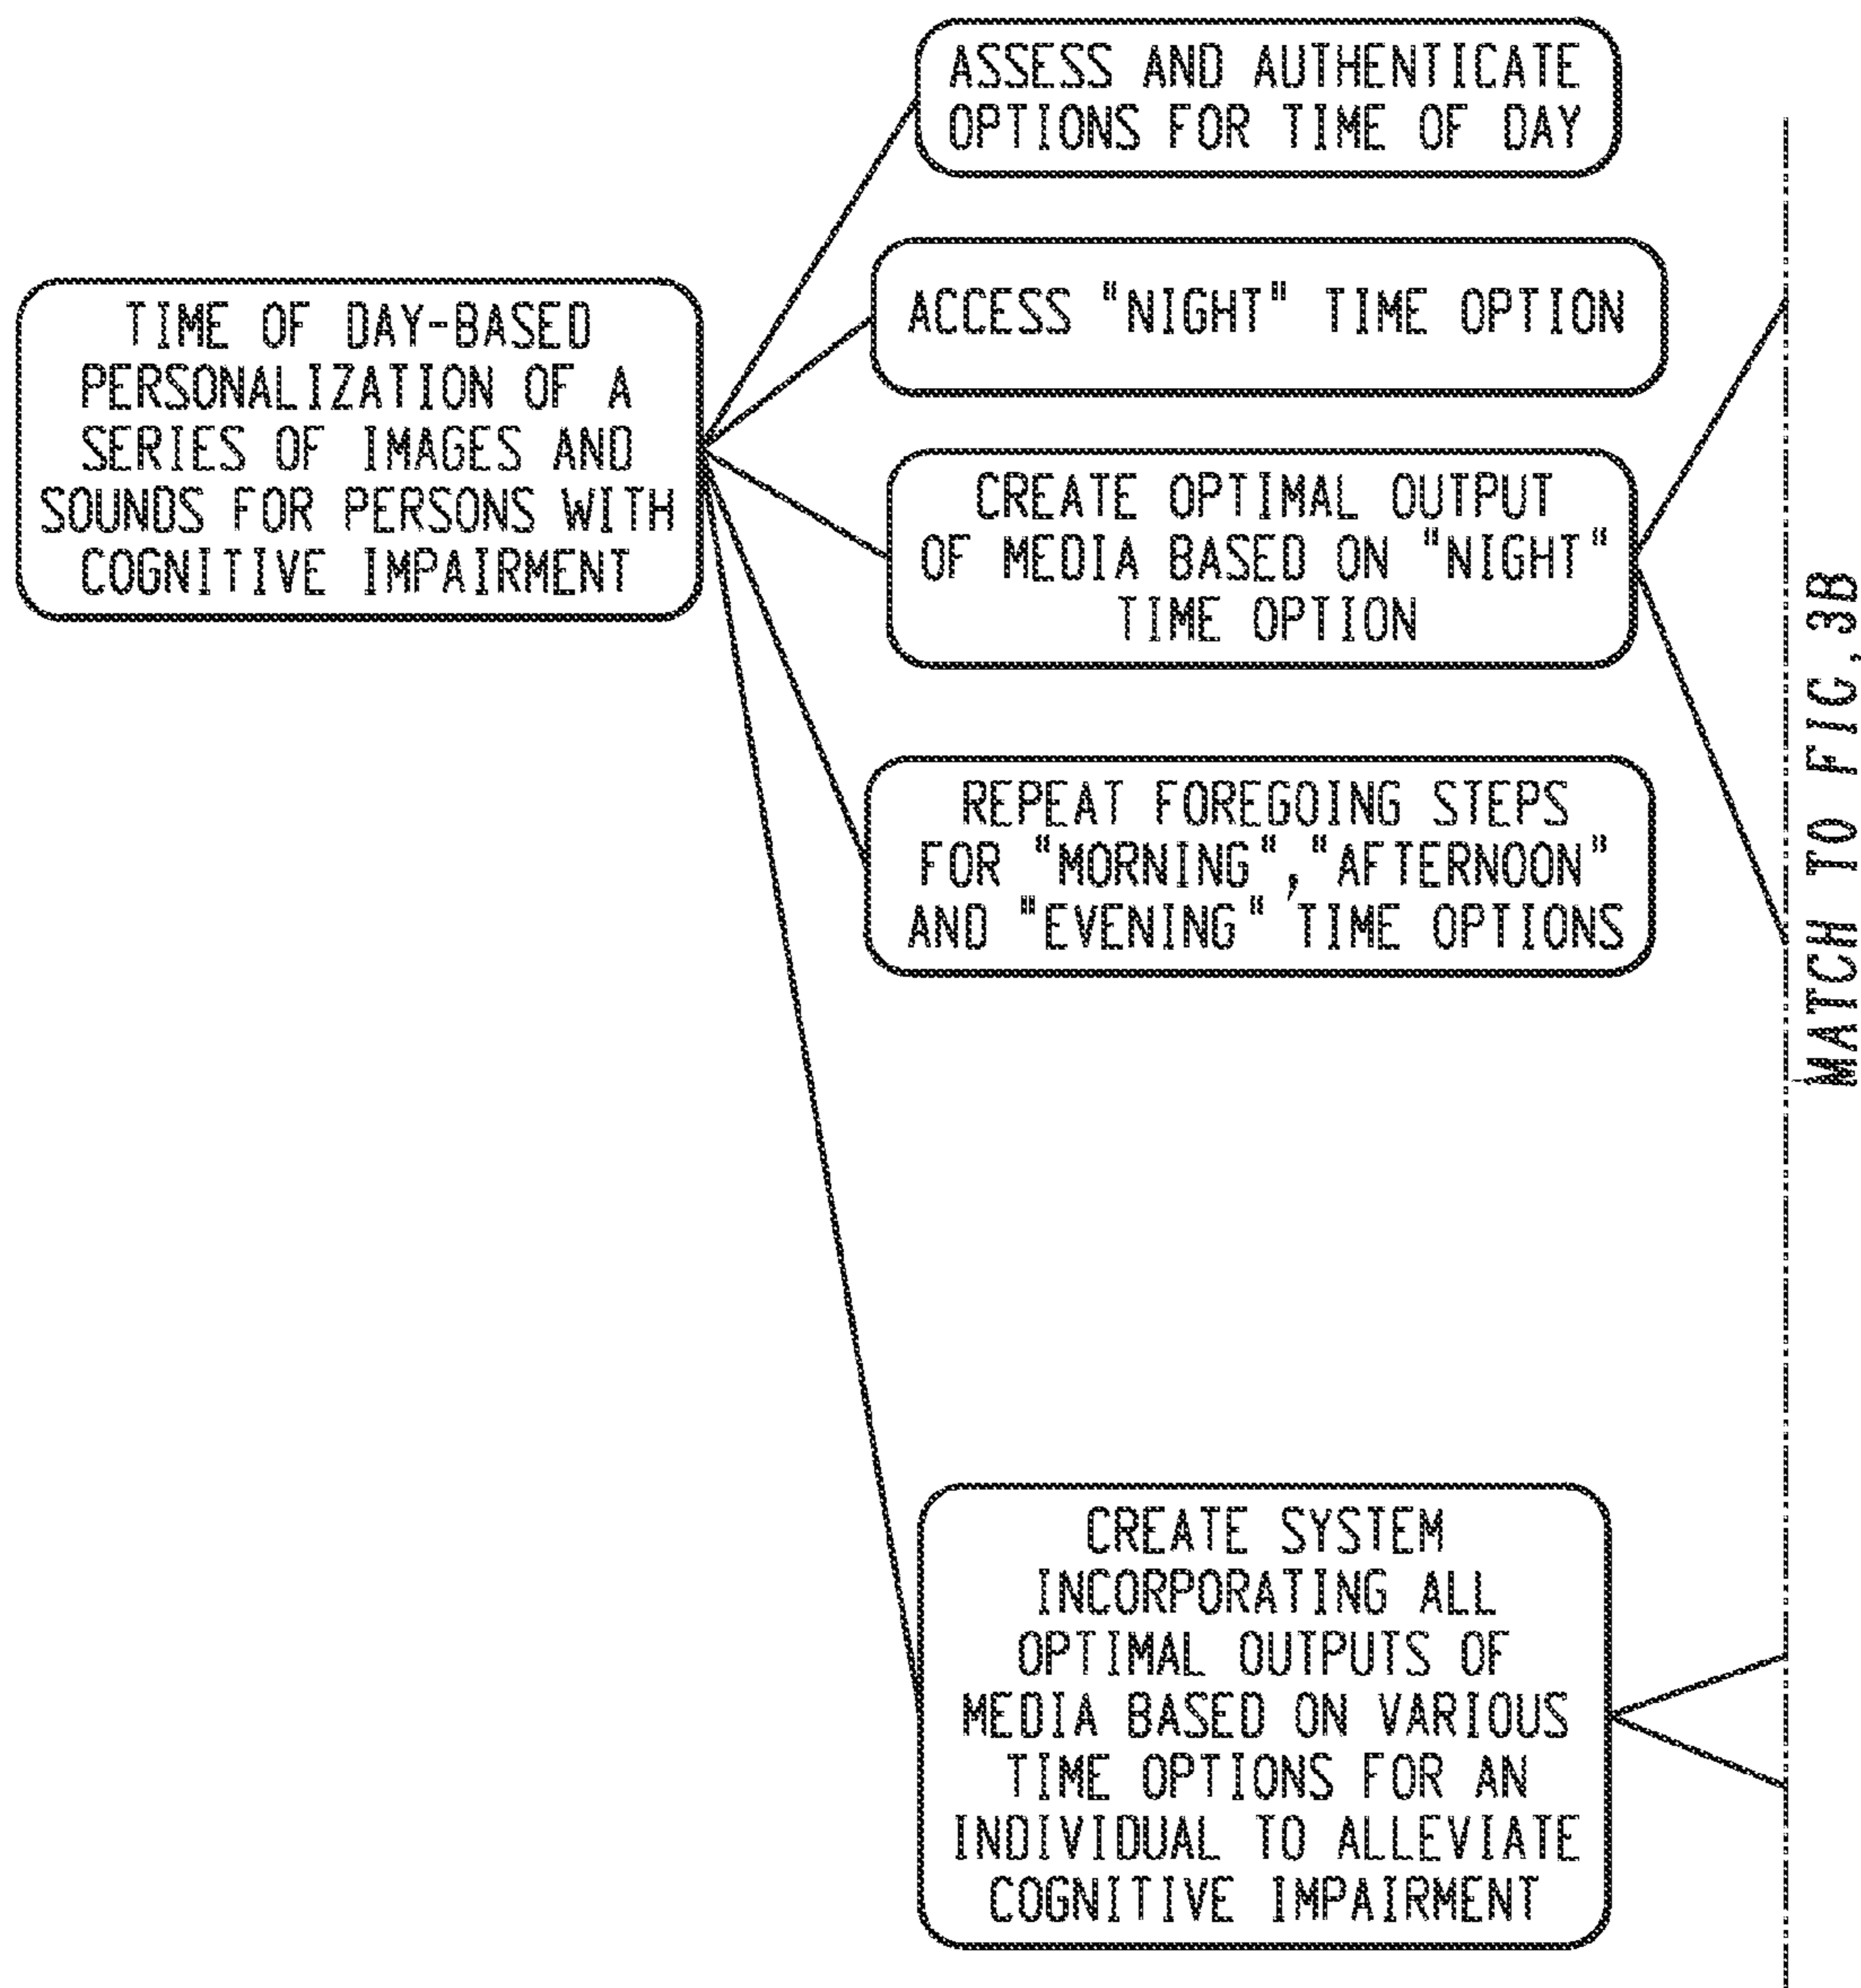 TIME OF DAY-BASED
PERSONALIZATION OF A
SERIES OF IMAGES AND
SOUNDS FOR PERSONS WITH
COGNITIVE IMPAIRMENT
ASSESS AND AUTHENTICATE
OPTIONS FOR TIME OF DAY
ACCESS "NIGHT" TIME OPTION
CREATE OPTIMAL OUTPUT
OF MEDIA BASED ON "NIGHT"
TIME OPTION
REPEAT FOREGOING STEPS
FOR "MORNING", "AFTERNOON"
AND "EVENING" TIME OPTIONS
CREATE SYSTEM
INCORPORATING ALL
OPTIMAL OUTPUTS OF
MEDIA BASED ON VARIOUS
TIME OPTIONS FOR AN
INDIVIDUAL TO ALLEVIATE
COGNITIVE IMPAIRMENT
MATCH TO FIG.3B